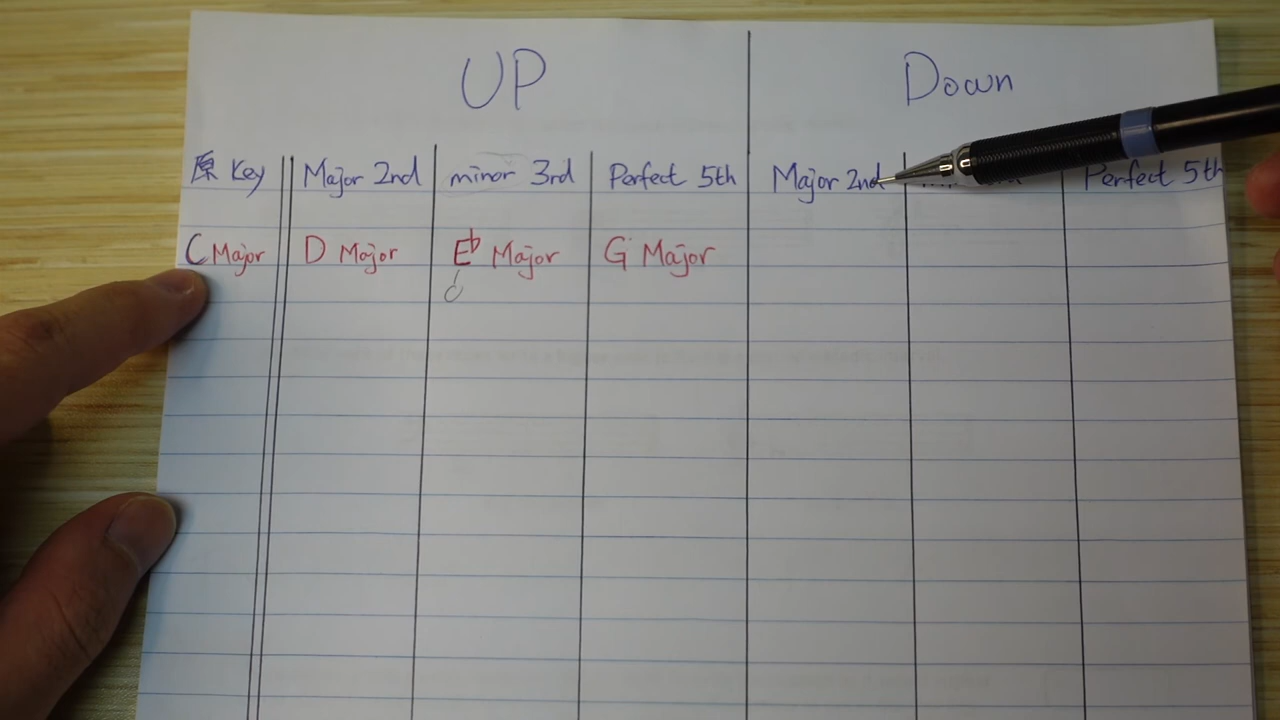 UP Down
原 Key Major 2nd minor 3rd Perfect 5th Major 2nd Perfect 5th
C Major D Major E♭ Major G Major